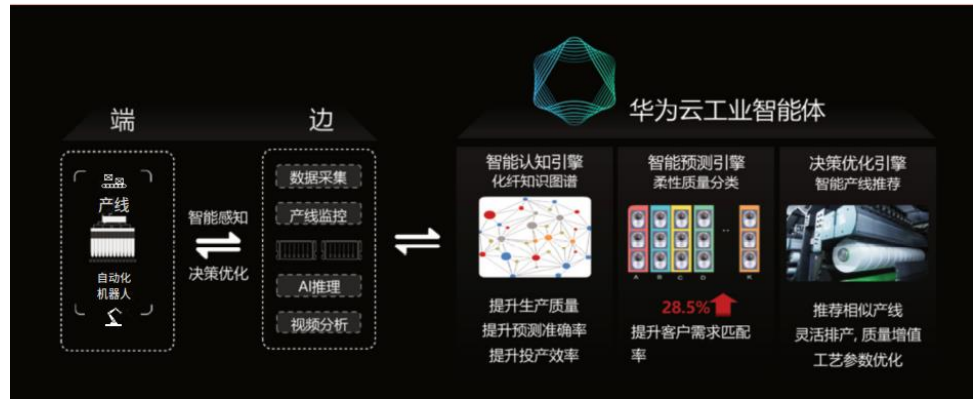 端
产线
自动化
机器人
智能感知
决策优化
边
数据采集
产线监控
AI推理
视频分析
华为云工业智能体
智能认知引擎
化纤知识图谱
提升生产质量
提升预测准确率
提升投产效率
智能预测引擎
柔性质量分类
A B C D K
28.5%
提升客户需求匹配
率
决策优化引擎
智能产线推荐
推荐相似产线
灵活排产, 质量增值
工艺参数优化